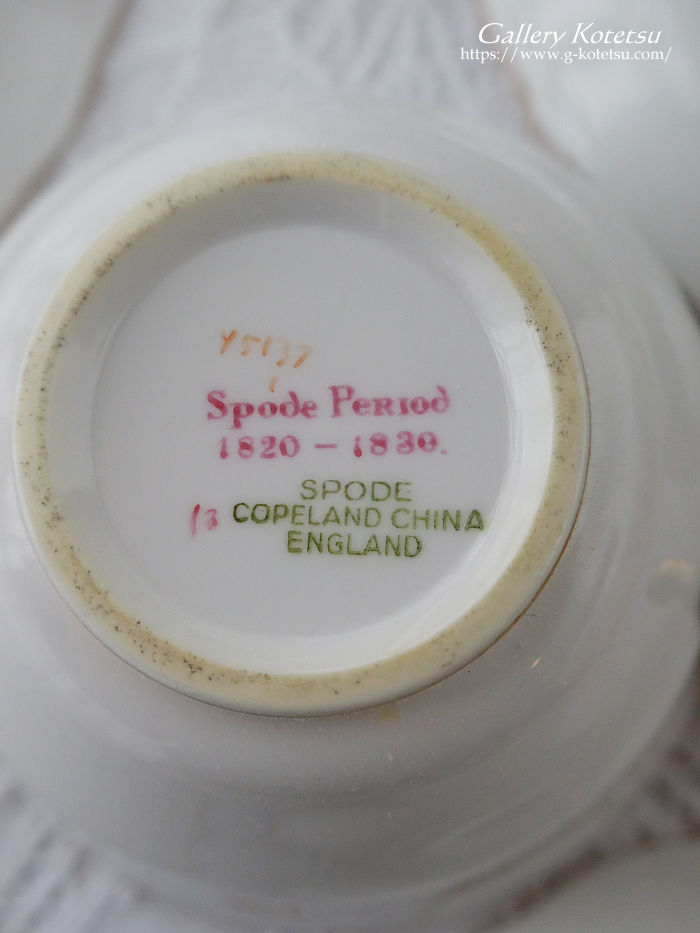 Gallery Kotetsu
https://www.g-kotetsu.com/
Y5137
Spode Period
1820 – 1830.
SPODE
13 COPELAND CHINA
ENGLAND